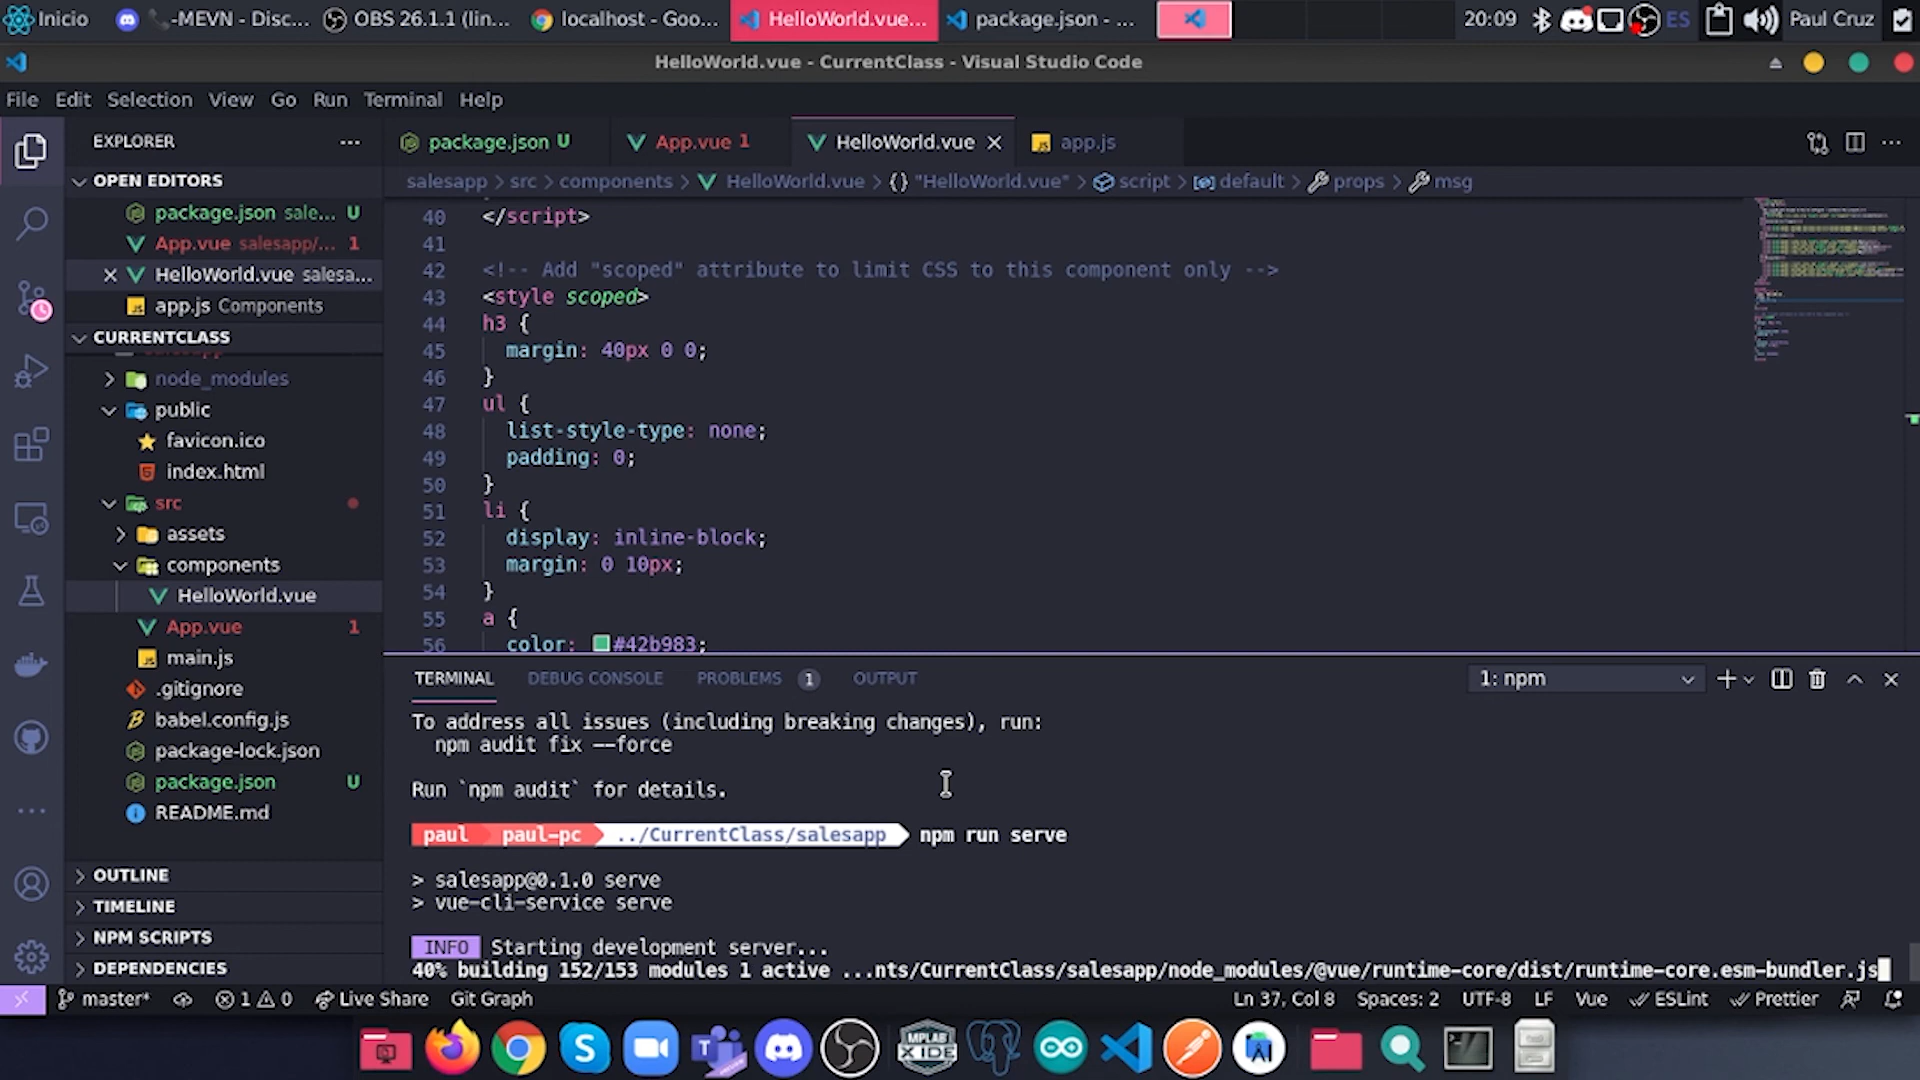 Inicio
-MEVN - Disc...
OBS 26.1.1 (lin...
localhost - Goo...
HelloWorld.vue...
package.json - ...
20:09
ES
Paul Cruz
HelloWorld.vue - CurrentClass - Visual Studio Code
File Edit Selection View Go Run Terminal Help
EXPLORER
package.json U
App.vue 1
HelloWorld.vue
app.js
OPEN EDITORS
package.json sale... U
App.vue salesapp/... 1
HelloWorld.vue salesa...
app.js Components
CURRENTCLASS
node_modules
public
favicon.ico
index.html
src
assets
components
HelloWorld.vue
App.vue 1
main.js
.gitignore
babel.config.js
package-lock.json
package.json U
README.md
OUTLINE
TIMELINE
NPM SCRIPTS
DEPENDENCIES
salesapp > src > components > HelloWorld.vue > {} "HelloWorld.vue" > script > default > props > msg
40 </script>
41
42 <!-- Add "scoped" attribute to limit CSS to this component only -->
43 <style scoped>
44 h3 {
45 margin: 40px 0 0;
46 }
47 ul {
48 list-style-type: none;
49 padding: 0;
50 }
51 li {
52 display: inline-block;
53 margin: 0 10px;
54 }
55 a {
56 color: #42b983;
TERMINAL DEBUG CONSOLE PROBLEMS 1 OUTPUT
1: npm
To address all issues (including breaking changes), run:
npm audit fix --force
Run `npm audit` for details.
paul paul-pc ../CurrentClass/salesapp npm run serve
> salesapp@0.1.0 serve
> vue-cli-service serve
INFO Starting development server...
40% building 152/153 modules 1 active ...nts/CurrentClass/salesapp/node_modules/@vue/runtime-core/dist/runtime-core.esm-bundler.js
master* 1 0 Live Share Git Graph
Ln 37, Col 8 Spaces: 2 UTF-8 LF Vue ESLint Prettier
MPLAB
X IDE